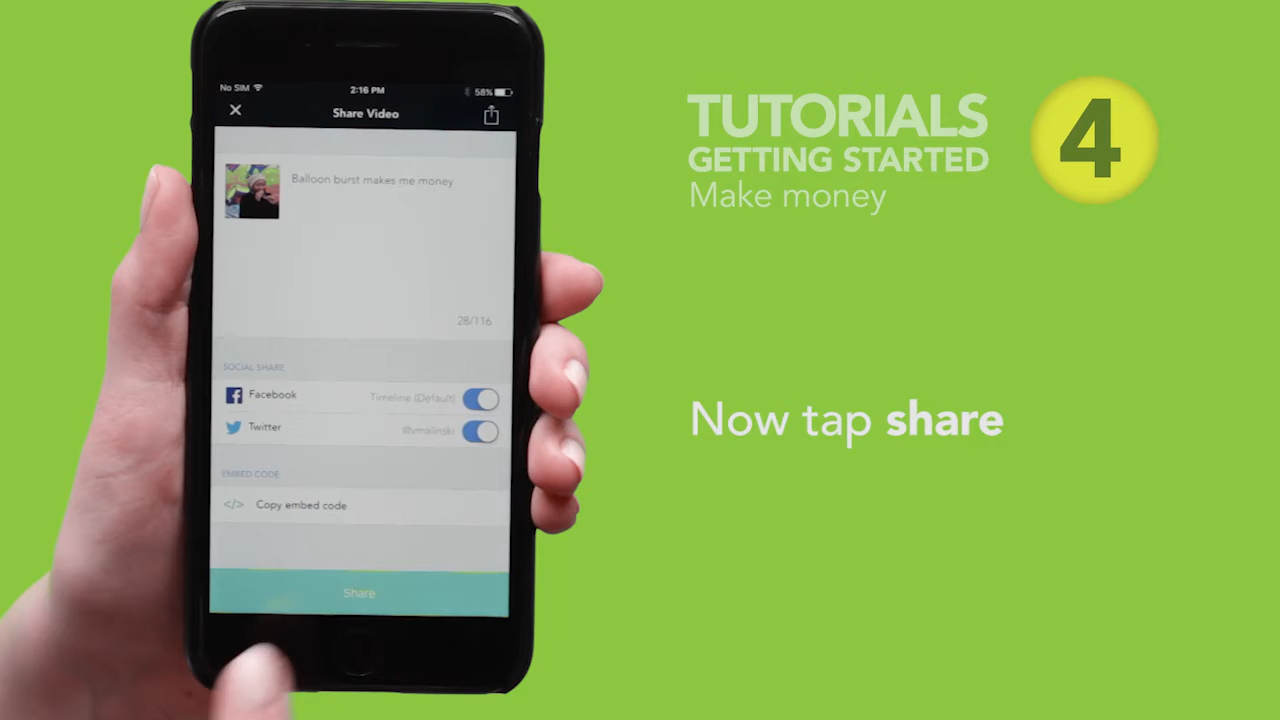 No SIM
2:16 PM
58%
Share Video
Balloon burst makes me money
28/116
SOCIAL SHARE
Facebook
Timeline (Default)
Twitter
@vmalinski
EMBED CODE
</> Copy embed code
Share
TUTORIALS
GETTING STARTED
Make money
4
Now tap share